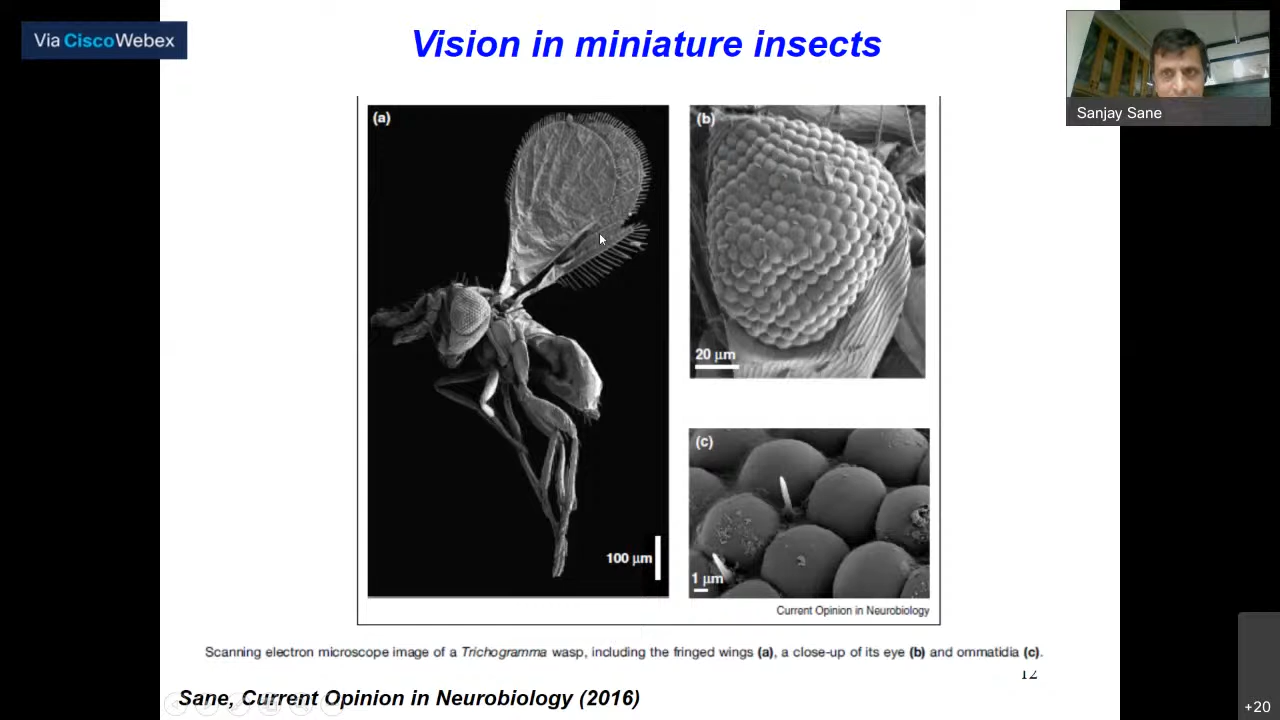 Via Cisco Webex
Vision in miniature insects
Sanjay Sane
(a)
(b)
20 μm
(c)
100 μm
1 μm
Current Opinion in Neurobiology
Scanning electron microscope image of a Trichogramma wasp, including the fringed wings (a), a close-up of its eye (b) and ommatidia (c).
12
Sane, Current Opinion in Neurobiology (2016)
+20